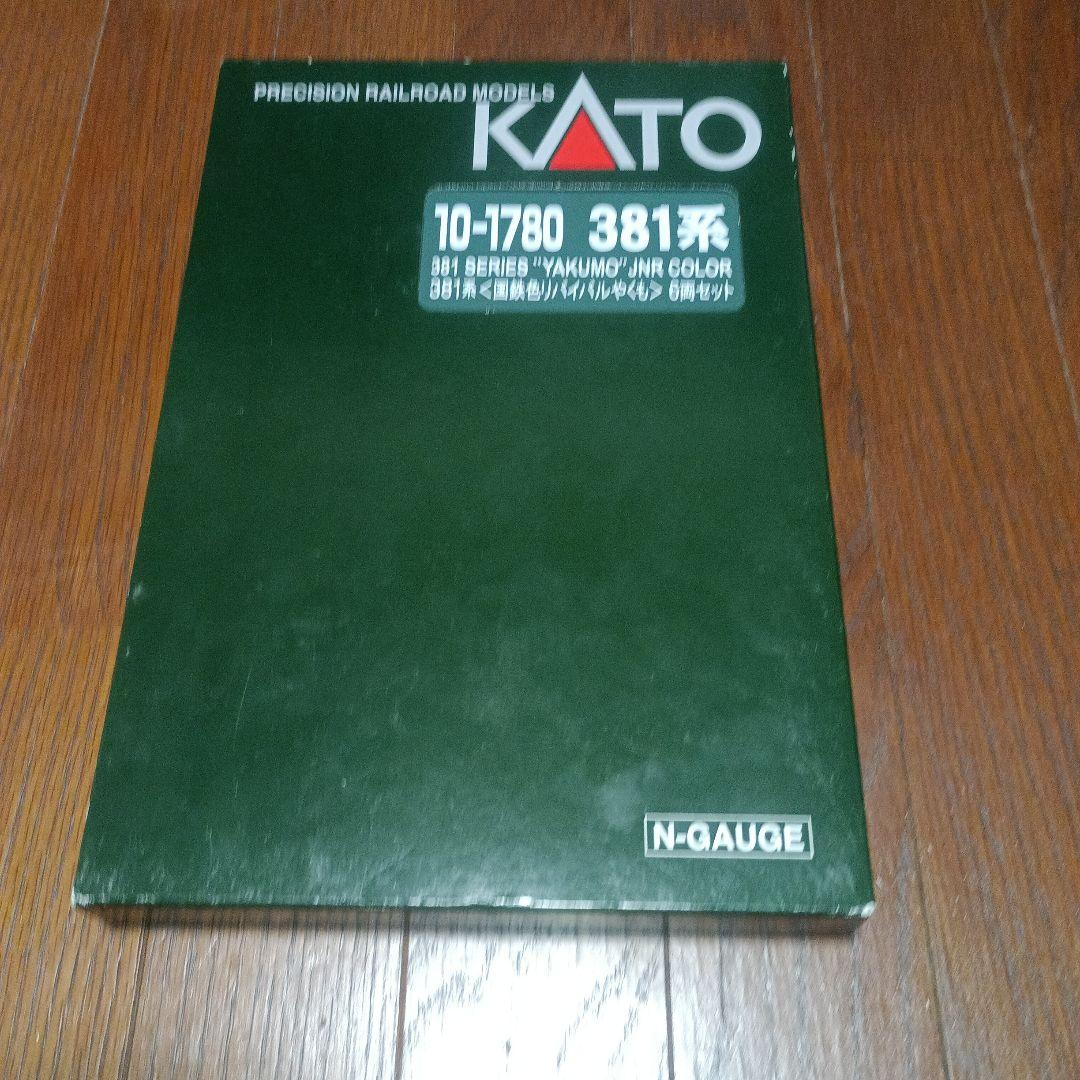 PRECISION RAILROAD MODELS
KATO
10-1780 381系
381 SERIES "YAKUMO" JNR COLOR
381系<国鉄色リバイバルやくも> 6両セット
N-GAUGE